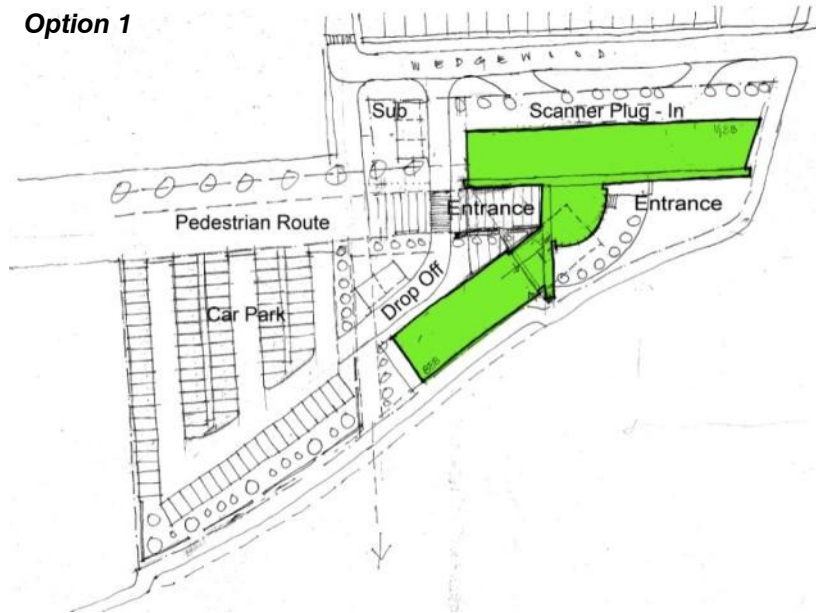 Option 1
WEDGEWOOD
Sub
Scanner Plug - In
Entrance
Entrance
Pedestrian Route
Drop Off
Car Park